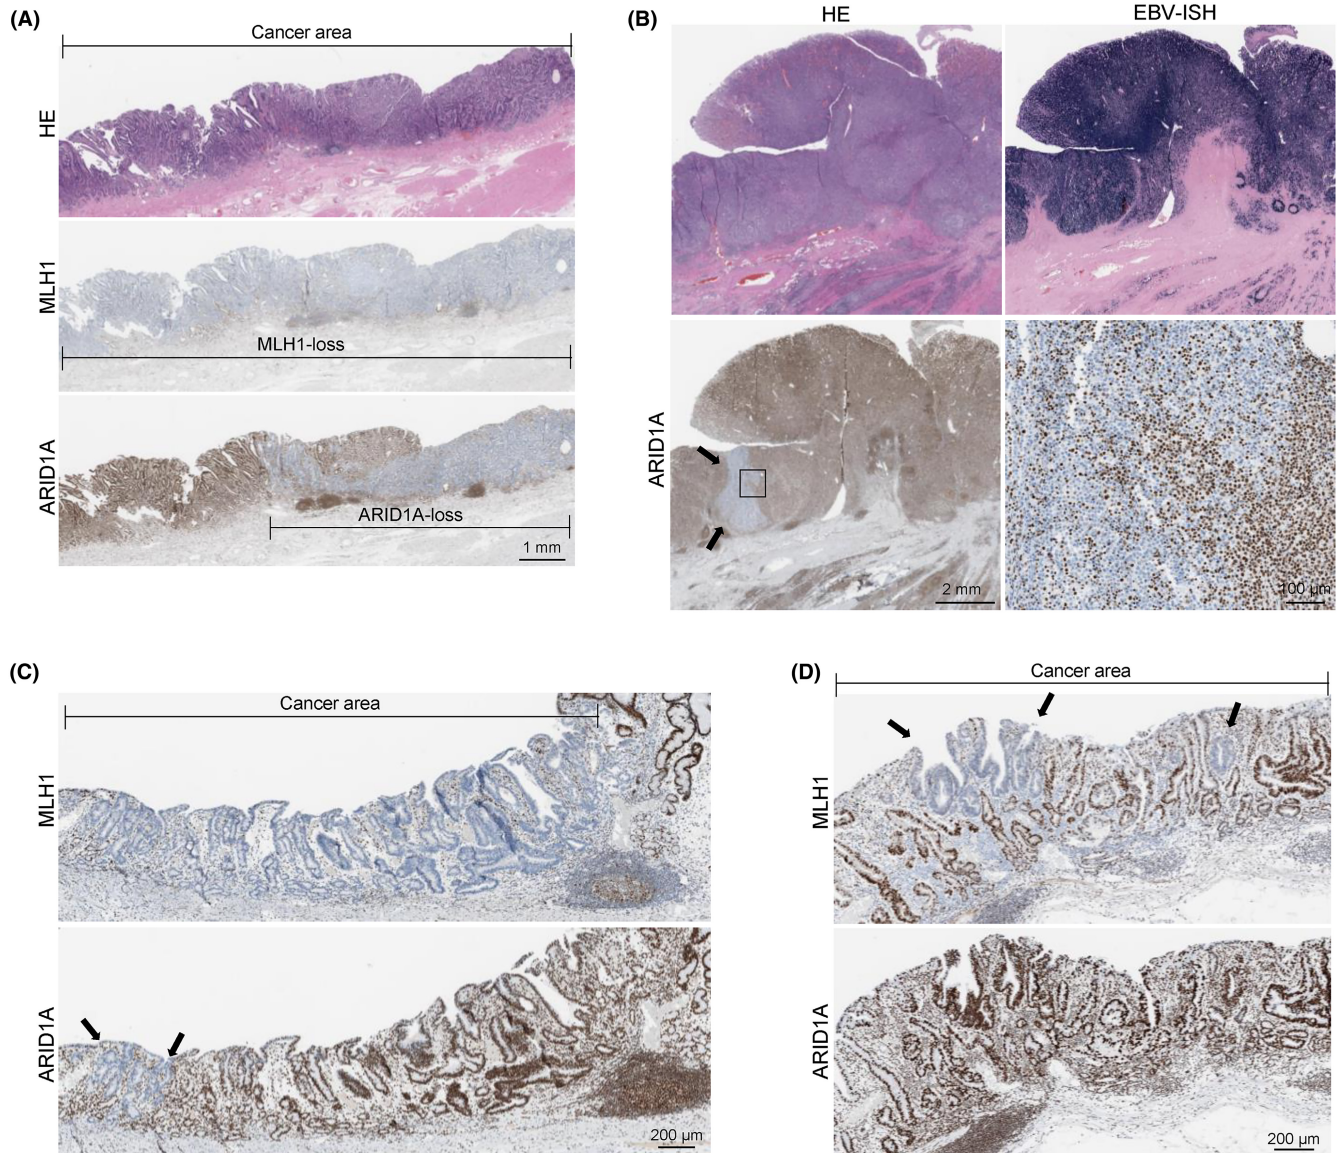 (A)
Cancer area
HE
MLH1
MLH1-loss
ARID1A
ARID1A-loss
1 mm
(B)
HE
EBV-ISH
ARID1A
2 mm
100 µm
(C)
Cancer area
MLH1
ARID1A
200 µm
(D)
Cancer area
MLH1
ARID1A
200 µm